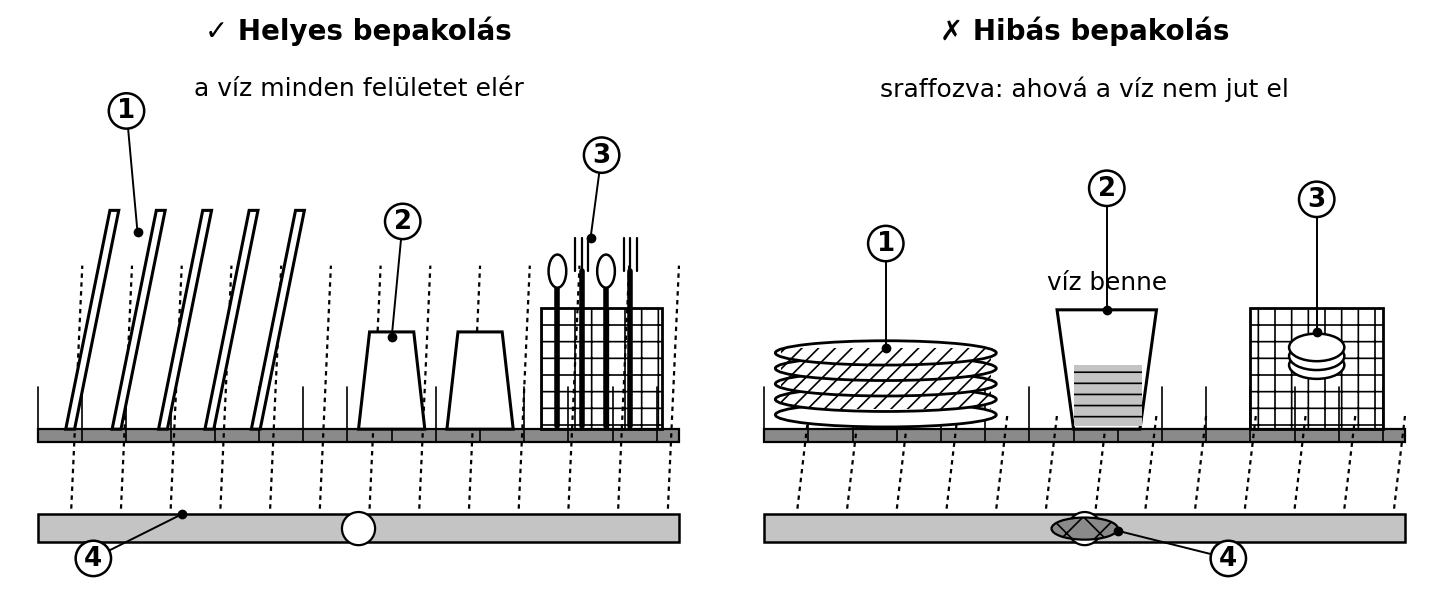 ✓ Helyes bepakolás
a víz minden felületet elér
1
2
3
4
✗ Hibás bepakolás
sraffozva: ahová a víz nem jut el
1
2
3
víz benne
4